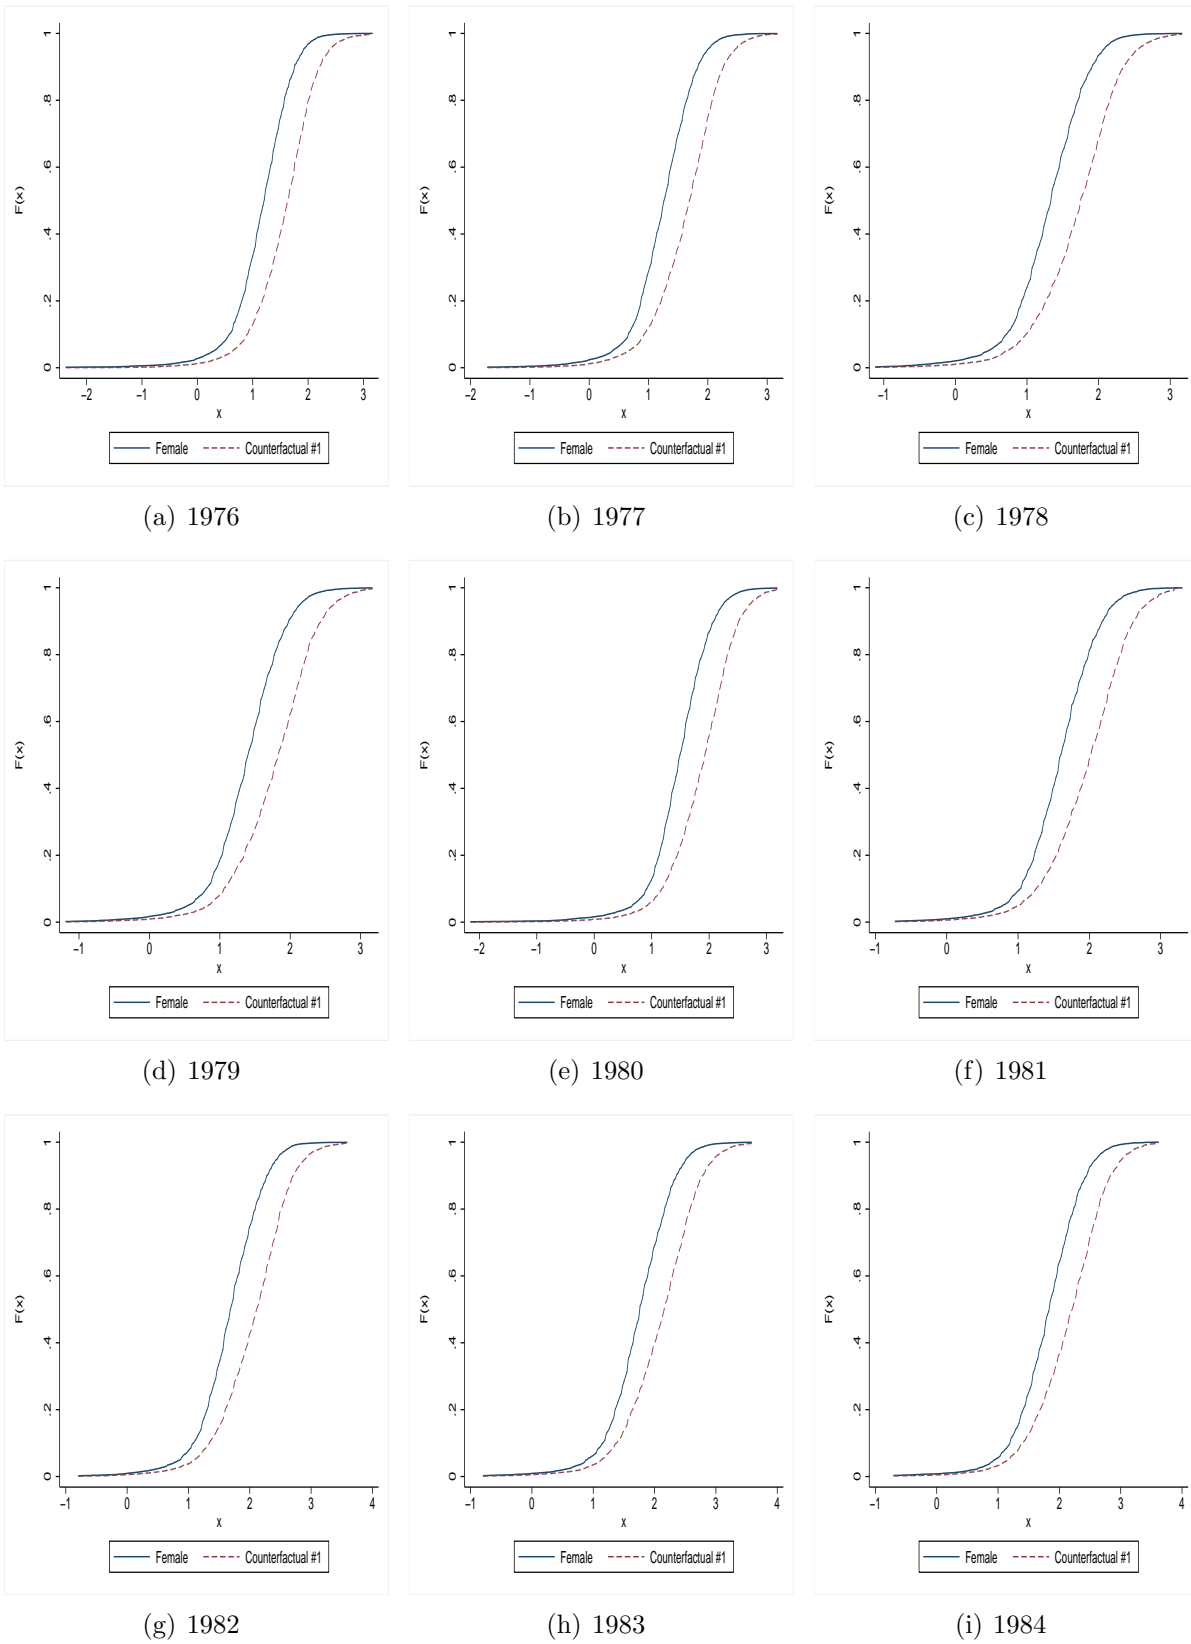 F(x)
1
.8
.6
.4
.2
0
−2 −1 0 1 2 3
x
Female Counterfactual #1
(a) 1976
F(x)
1
.8
.6
.4
.2
0
−2 −1 0 1 2 3
x
Female Counterfactual #1
(b) 1977
F(x)
1
.8
.6
.4
.2
0
−1 0 1 2 3
x
Female Counterfactual #1
(c) 1978
F(x)
1
.8
.6
.4
.2
0
−1 0 1 2 3
x
Female Counterfactual #1
(d) 1979
F(x)
1
.8
.6
.4
.2
0
−2 −1 0 1 2 3
x
Female Counterfactual #1
(e) 1980
F(x)
1
.8
.6
.4
.2
0
−1 0 1 2 3
x
Female Counterfactual #1
(f) 1981
F(x)
1
.8
.6
.4
.2
0
−1 0 1 2 3 4
x
Female Counterfactual #1
(g) 1982
F(x)
1
.8
.6
.4
.2
0
−1 0 1 2 3 4
x
Female Counterfactual #1
(h) 1983
F(x)
1
.8
.6
.4
.2
0
−1 0 1 2 3 4
x
Female Counterfactual #1
(i) 1984